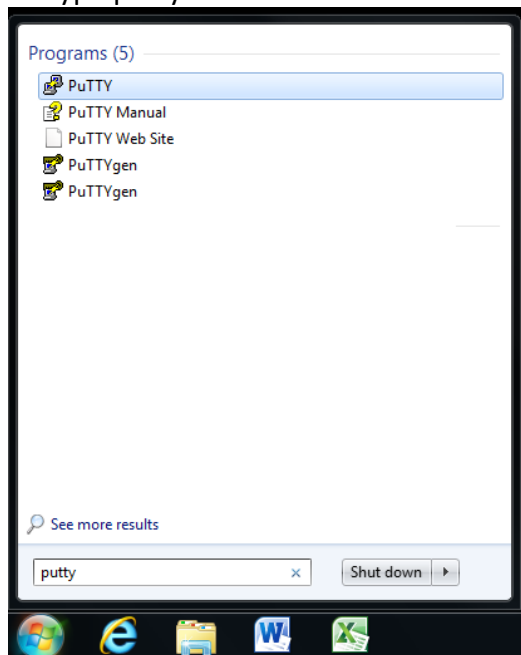 Programs (5)
PuTTY
PuTTY Manual
PuTTY Web Site
PuTTYgen
PuTTYgen
See more results
putty
Shut down